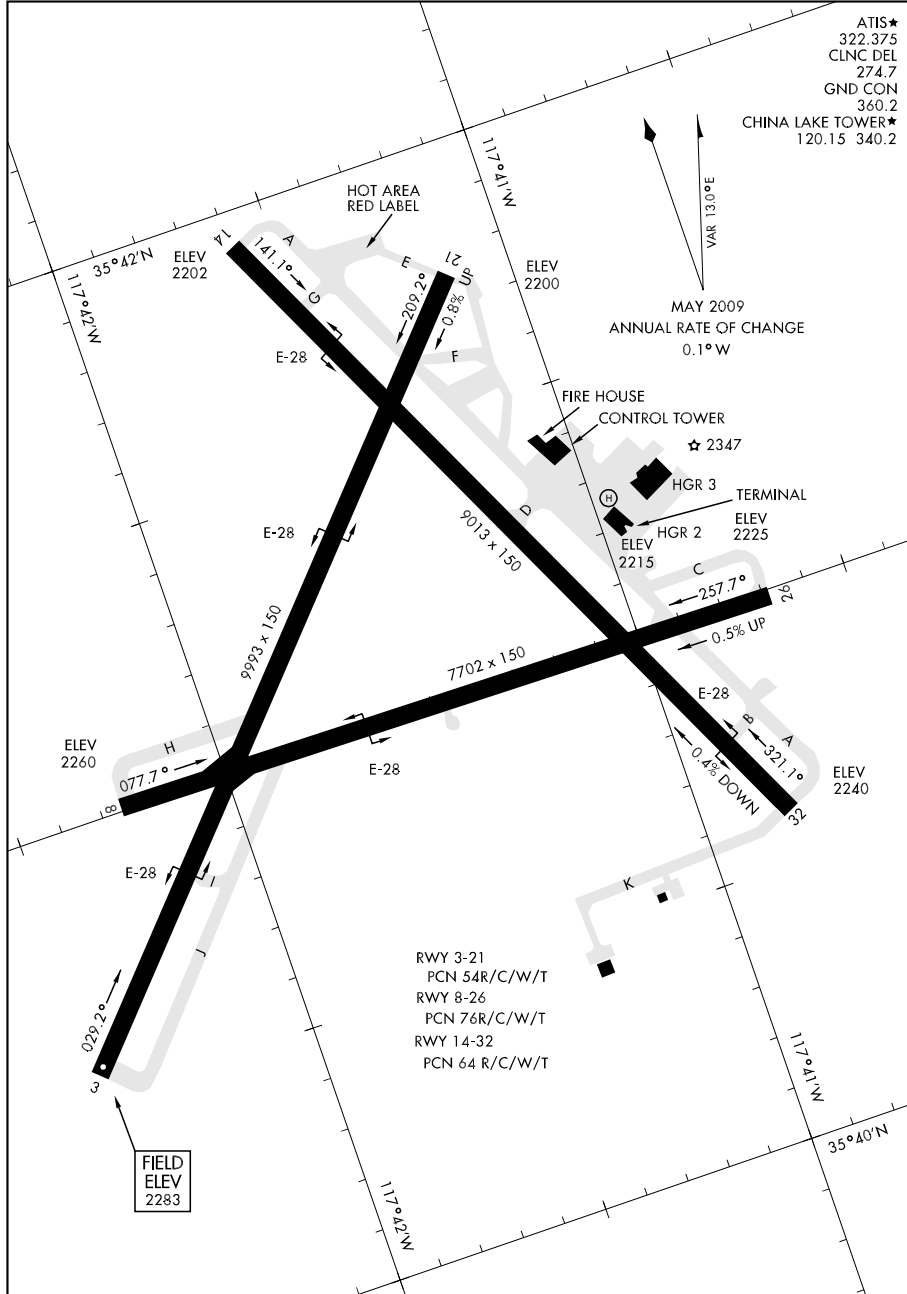 ATIS★
322.375
CLNC DEL
274.7
GND CON
360.2
CHINA LAKE TOWER★
120.15 340.2
117°41'W
VAR 13.0°E
HOT AREA
RED LABEL
35°42'N
14
ELEV
2202
A
141.1°
G
E
21
ELEV
2200
117°42'W
209.2°
0.8% UP
MAY 2009
ANNUAL RATE OF CHANGE
0.1° W
E-28
F
FIRE HOUSE
CONTROL TOWER
2347
HGR 3
H
TERMINAL
D
HGR 2
ELEV
2225
ELEV
2215
E-28
9013 x 150
C
257.7°
26
0.5% UP
9993 x 150
7702 x 150
E-28
B
A
321.1°
0.4% DOWN
ELEV
2240
32
ELEV
2260
H
077.7°
8
E-28
E-28
I
K
J
029.2°
3
RWY 3-21
PCN 54R/C/W/T
RWY 8-26
PCN 76R/C/W/T
RWY 14-32
PCN 64 R/C/W/T
117°41'W
35°40'N
FIELD
ELEV
2283
117°42'W